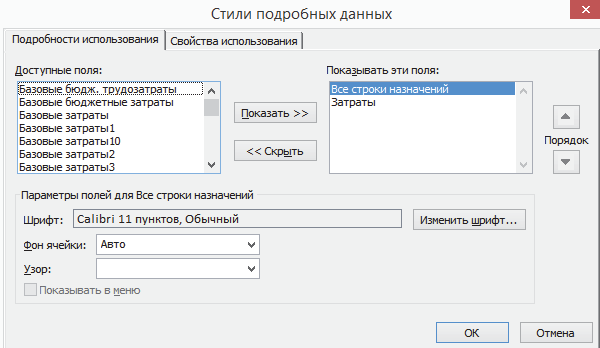 Стили подробных данных
Подробности использования
Свойства использования
Доступные поля:
Показывать эти поля:
Базовые бюдж. трудозатраты
Базовые бюджетные затраты
Базовые затраты
Базовые затраты1
Базовые затраты10
Базовые затраты2
Базовые затраты3
Показать >>
<< Скрыть
Все строки назначений
Затраты
Порядок
Параметры полей для Все строки назначений
Шрифт: Calibri 11 пунктов, Обычный Изменить шрифт...
Фон ячейки: Авто
Узор:
Показывать в меню
ОК Отмена